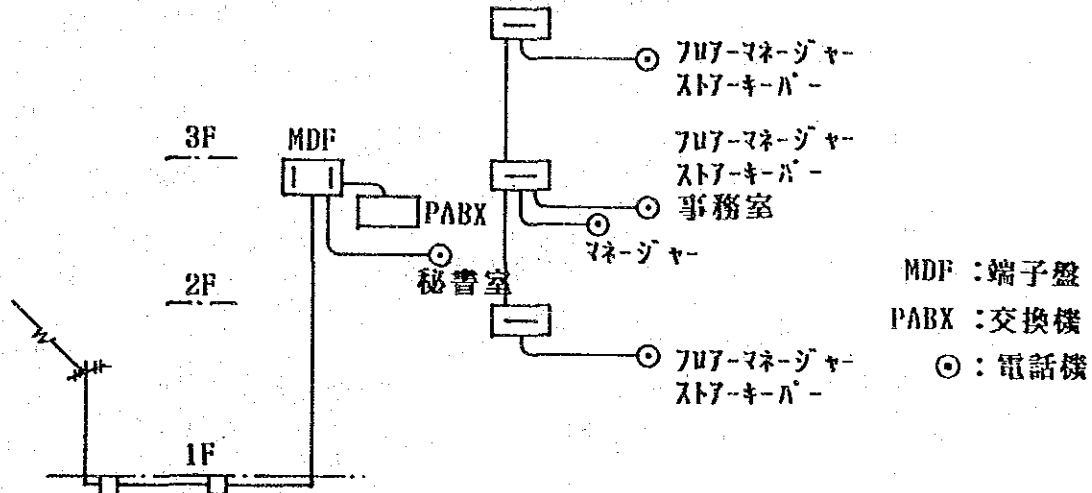 フロアーマネージャー
ストアーキーパー
3F
MDF
フロアーマネージャー
ストアーキーパー
事務室
PABX
マネージャー
秘書室
MDF :端子盤
2F
PABX :交換機
フロアーマネージャー
ストアーキーパー
:電話機
1F